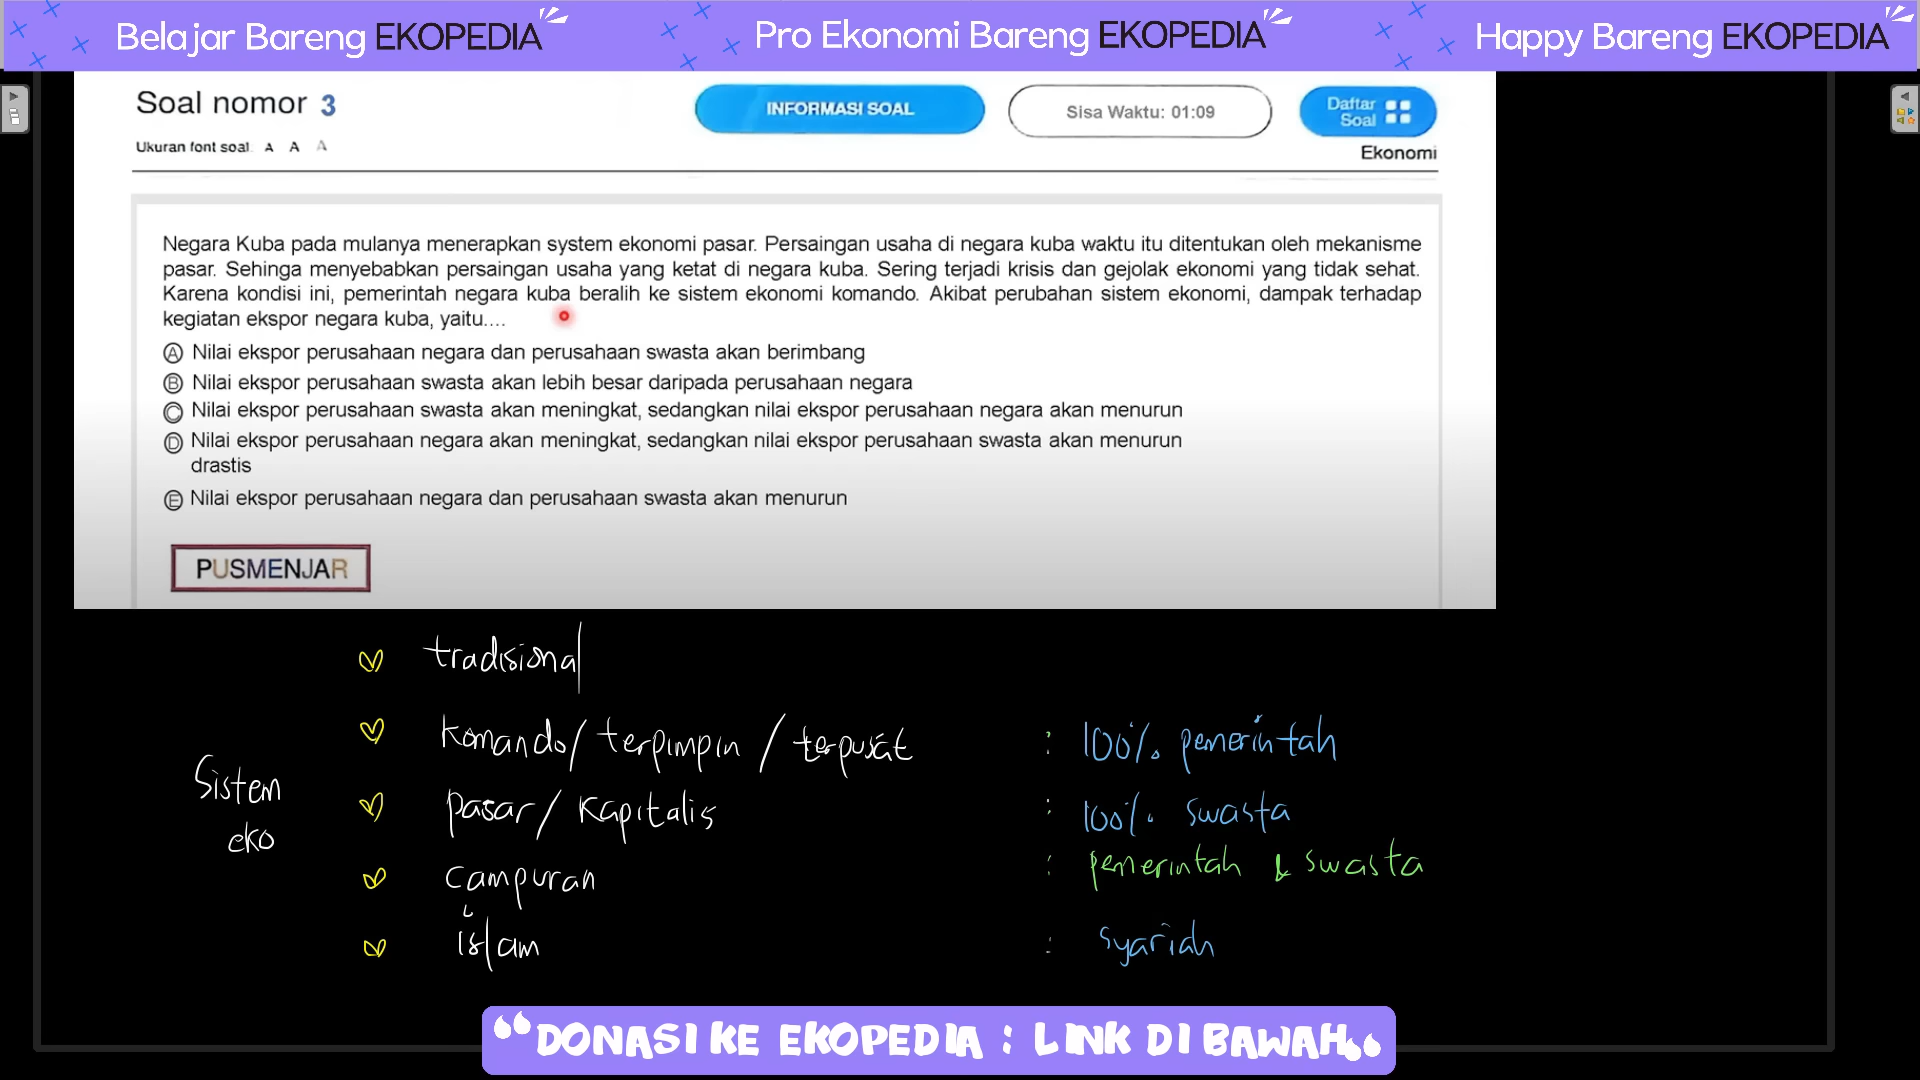 Belajar Bareng EKOPEDIA Pro Ekonomi Bareng EKOPEDIA Happy Bareng EKOPEDIA
Soal nomor 3
INFORMASI SOAL
Sisa Waktu: 01:09
Daftar Soal
Ukuran font soal A A A
Ekonomi
Negara Kuba pada mulanya menerapkan system ekonomi pasar. Persaingan usaha di negara kuba waktu itu ditentukan oleh mekanisme
pasar. Sehinga menyebabkan persaingan usaha yang ketat di negara kuba. Sering terjadi krisis dan gejolak ekonomi yang tidak sehat.
Karena kondisi ini, pemerintah negara kuba beralih ke sistem ekonomi komando. Akibat perubahan sistem ekonomi, dampak terhadap
kegiatan ekspor negara kuba, yaitu....
A Nilai ekspor perusahaan negara dan perusahaan swasta akan berimbang
B Nilai ekspor perusahaan swasta akan lebih besar daripada perusahaan negara
C Nilai ekspor perusahaan swasta akan meningkat, sedangkan nilai ekspor perusahaan negara akan menurun
D Nilai ekspor perusahaan negara akan meningkat, sedangkan nilai ekspor perusahaan swasta akan menurun
drastis
E Nilai ekspor perusahaan negara dan perusahaan swasta akan menurun
PUSMENJAR
Sistem
eko
tradisional
komando/ terpimpin / terpusat : 100% pemerintah
pasar/ kapitalis : 100% swasta
campuran : pemerintah & swasta
islam : syariah
“DONASI KE EKOPEDIA : LINK DI BAWAH„